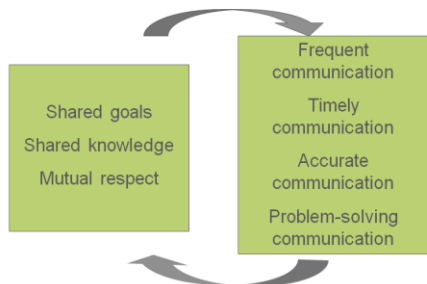 Shared goals
Shared knowledge
Mutual respect
Frequent
communication
Timely
communication
Accurate
communication
Problem-solving
communication